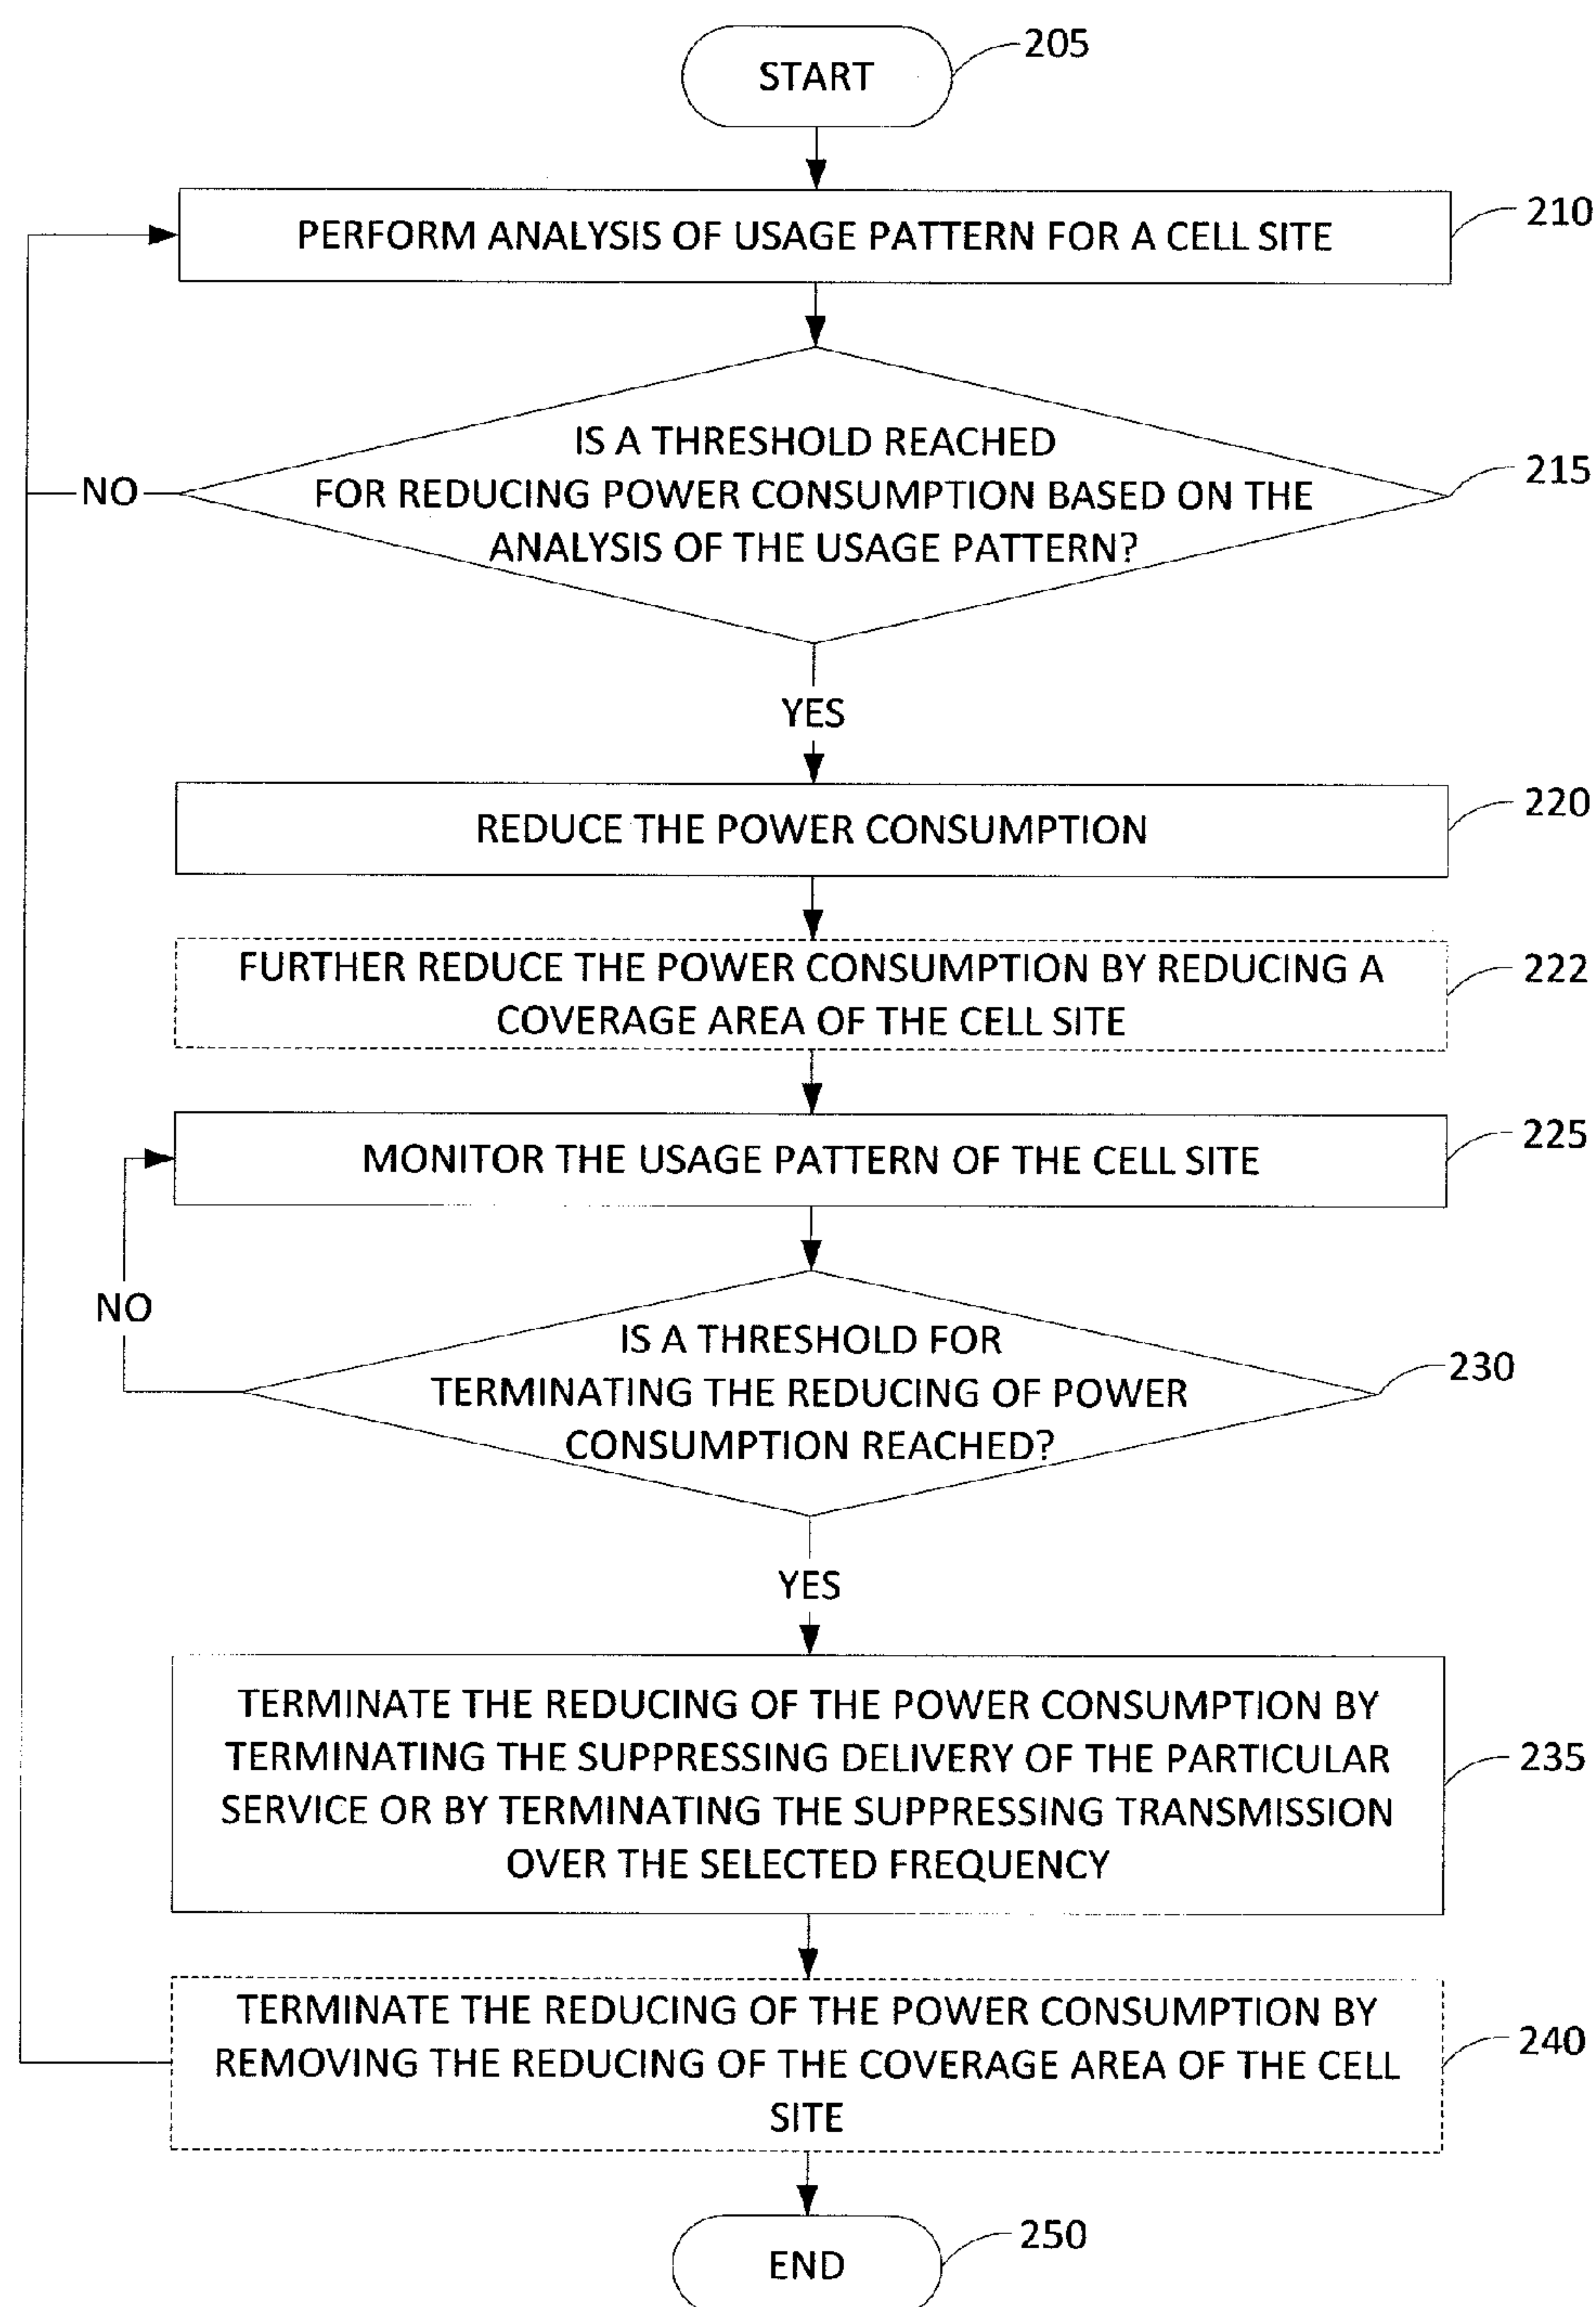 START
205
PERFORM ANALYSIS OF USAGE PATTERN FOR A CELL SITE
210
IS A THRESHOLD REACHED
FOR REDUCING POWER CONSUMPTION BASED ON THE
ANALYSIS OF THE USAGE PATTERN?
215
NO
YES
REDUCE THE POWER CONSUMPTION
220
FURTHER REDUCE THE POWER CONSUMPTION BY REDUCING A
COVERAGE AREA OF THE CELL SITE
222
MONITOR THE USAGE PATTERN OF THE CELL SITE
225
NO
IS A THRESHOLD FOR
TERMINATING THE REDUCING OF POWER
CONSUMPTION REACHED?
230
YES
TERMINATE THE REDUCING OF THE POWER CONSUMPTION BY
TERMINATING THE SUPPRESSING DELIVERY OF THE PARTICULAR
SERVICE OR BY TERMINATING THE SUPPRESSING TRANSMISSION
OVER THE SELECTED FREQUENCY
235
TERMINATE THE REDUCING OF THE POWER CONSUMPTION BY
REMOVING THE REDUCING OF THE COVERAGE AREA OF THE CELL
SITE
240
END
250